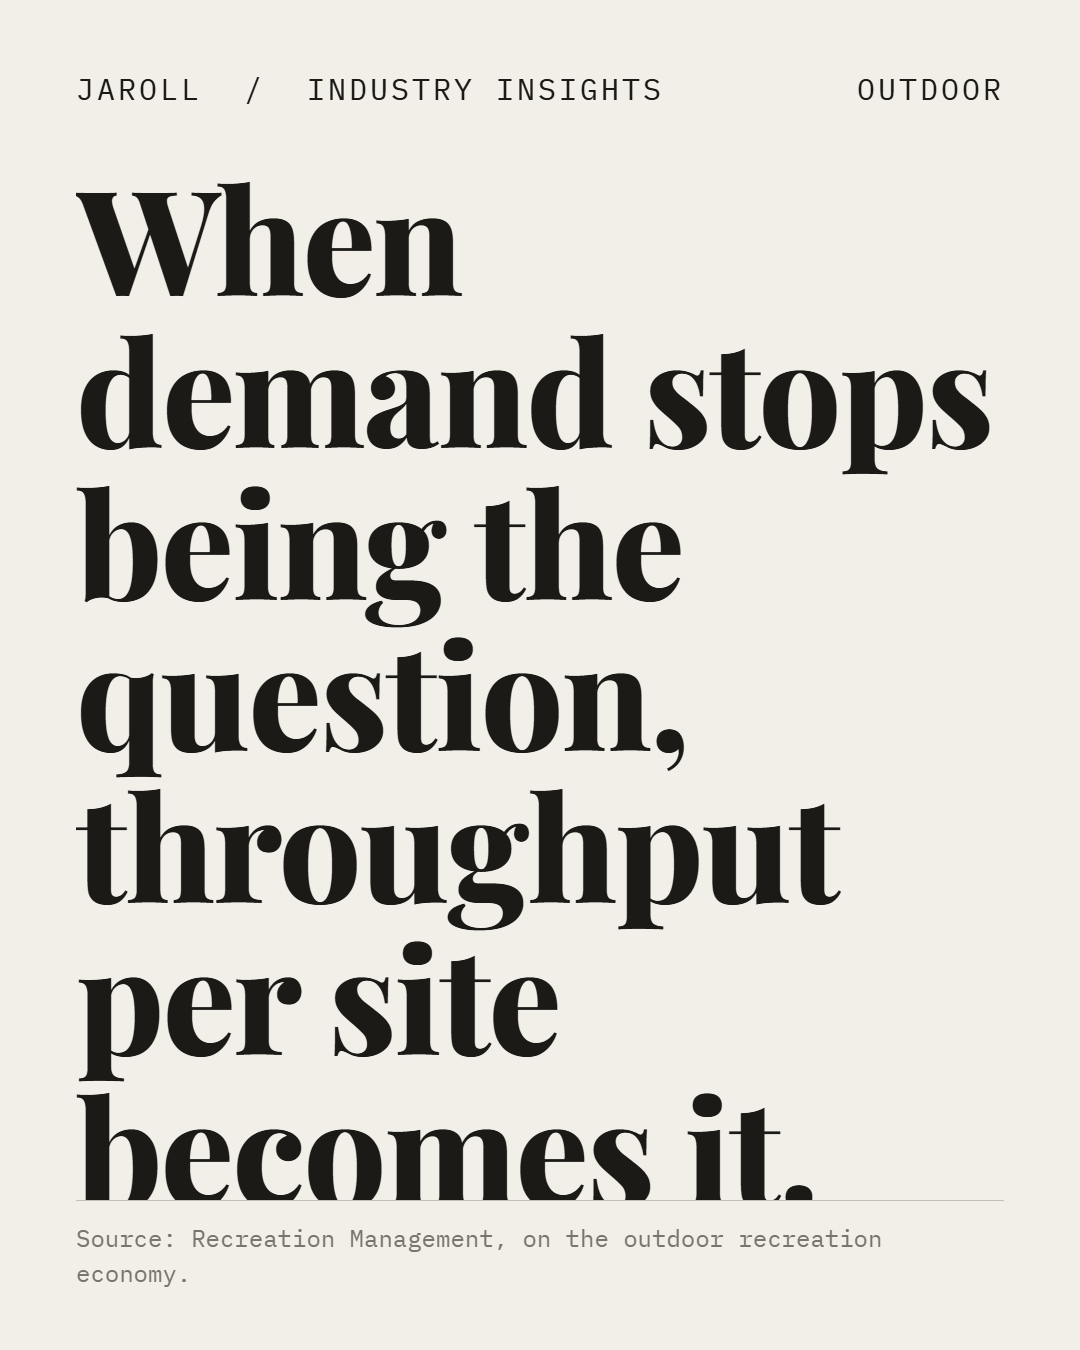 JAROLL / INDUSTRY INSIGHTS OUTDOOR
When
demand stops
being the
question,
throughput
per site
becomes it.
Source: Recreation Management, on the outdoor recreation
economy.